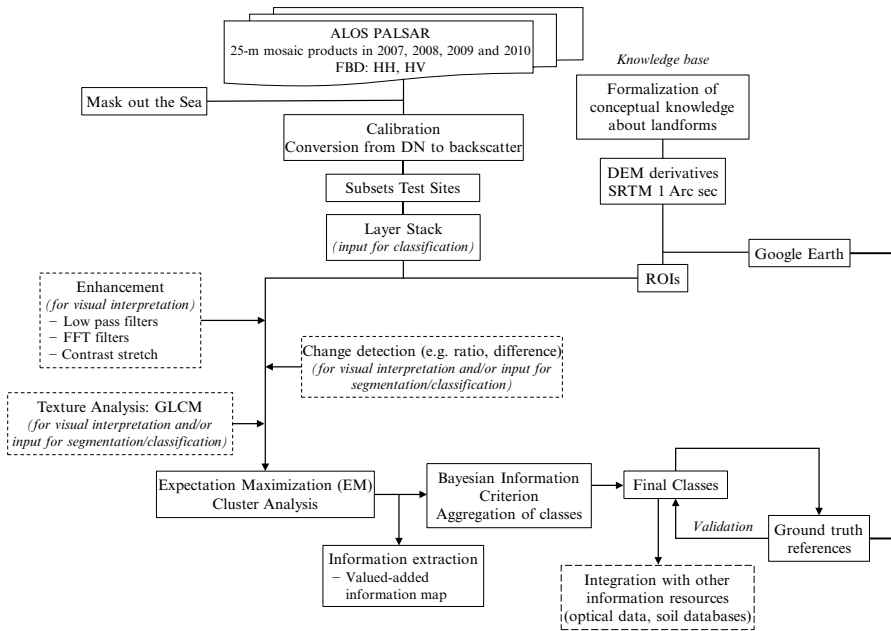 ALOS PALSAR
25-m mosaic products in 2007, 2008, 2009 and 2010
FBD: HH, HV
Knowledge base
Mask out the Sea
Formalization of
conceptual knowledge
about landforms
Calibration
Conversion from DN to backscatter
DEM derivatives
SRTM 1 Arc sec
Subsets Test Sites
Layer Stack
(input for classification)
Google Earth
ROIs
Enhancement
(for visual interpretation)
– Low pass filters
– FFT filters
– Contrast stretch
Change detection (e.g. ratio, difference)
(for visual interpretation and/or input for
segmentation/classification)
Texture Analysis: GLCM
(for visual interpretation and/or
input for segmentation/classification)
Expectation Maximization (EM)
Cluster Analysis
Bayesian Information
Criterion
Aggregation of classes
Final Classes
Validation
Ground truth
references
Information extraction
– Valued-added
information map
Integration with other
information resources
(optical data, soil databases)